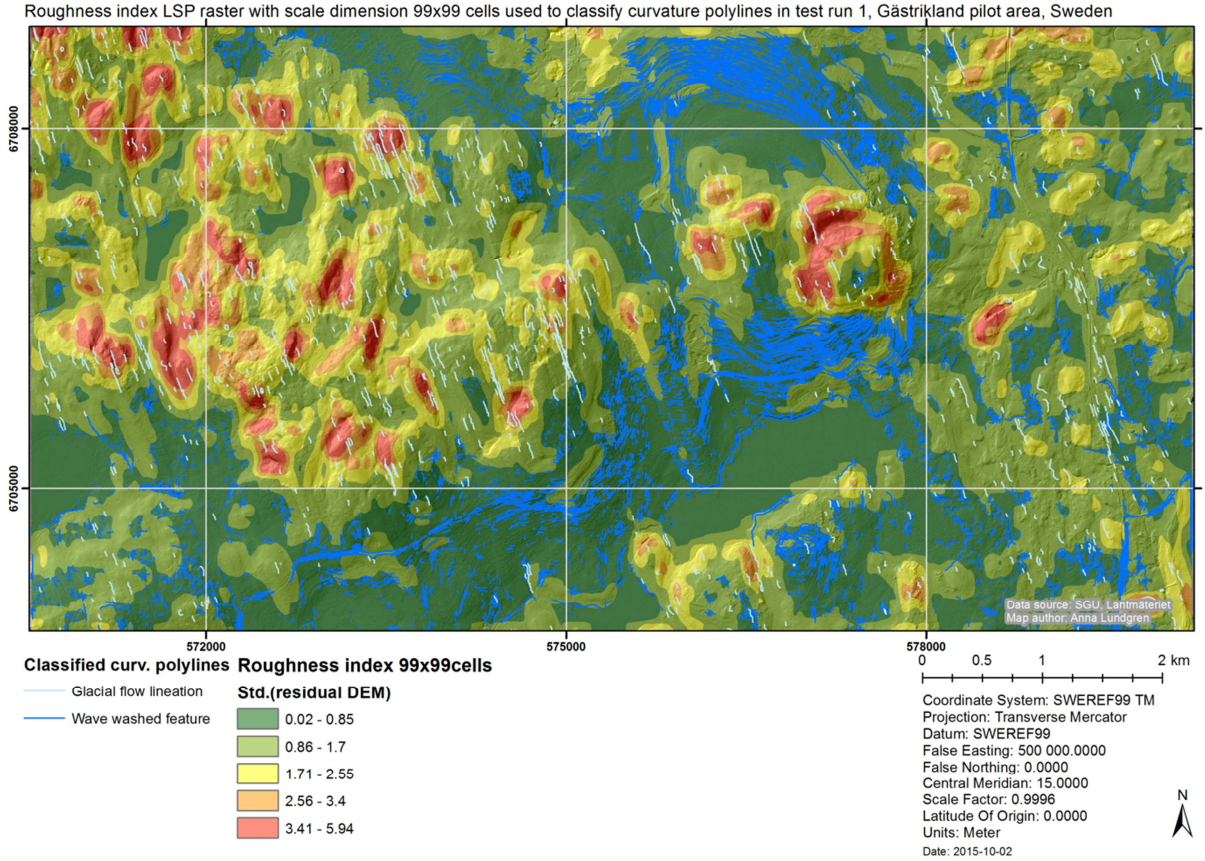 Roughness index LSP raster with scale dimension 99x99 cells used to classify curvature polylines in test run 1, Gästrikland pilot area, Sweden
6708000
6705000
Data source: SGU, Lantmäteriet
Map author: Anna Lundgren
572000
575000
578000
Classified curv. polylines
Glacial flow lineation
Wave washed feature
Roughness index 99x99cells
Std.(residual DEM)
0.02 - 0.85
0.86 - 1.7
1.71 - 2.55
2.56 - 3.4
3.41 - 5.94
0 0.5 1 2 km
Coordinate System: SWEREF99 TM
Projection: Transverse Mercator
Datum: SWEREF99
False Easting: 500 000.0000
False Northing: 0.0000
Central Meridian: 15.0000
Scale Factor: 0.9996
Latitude Of Origin: 0.0000
Units: Meter
Date: 2015-10-02
N